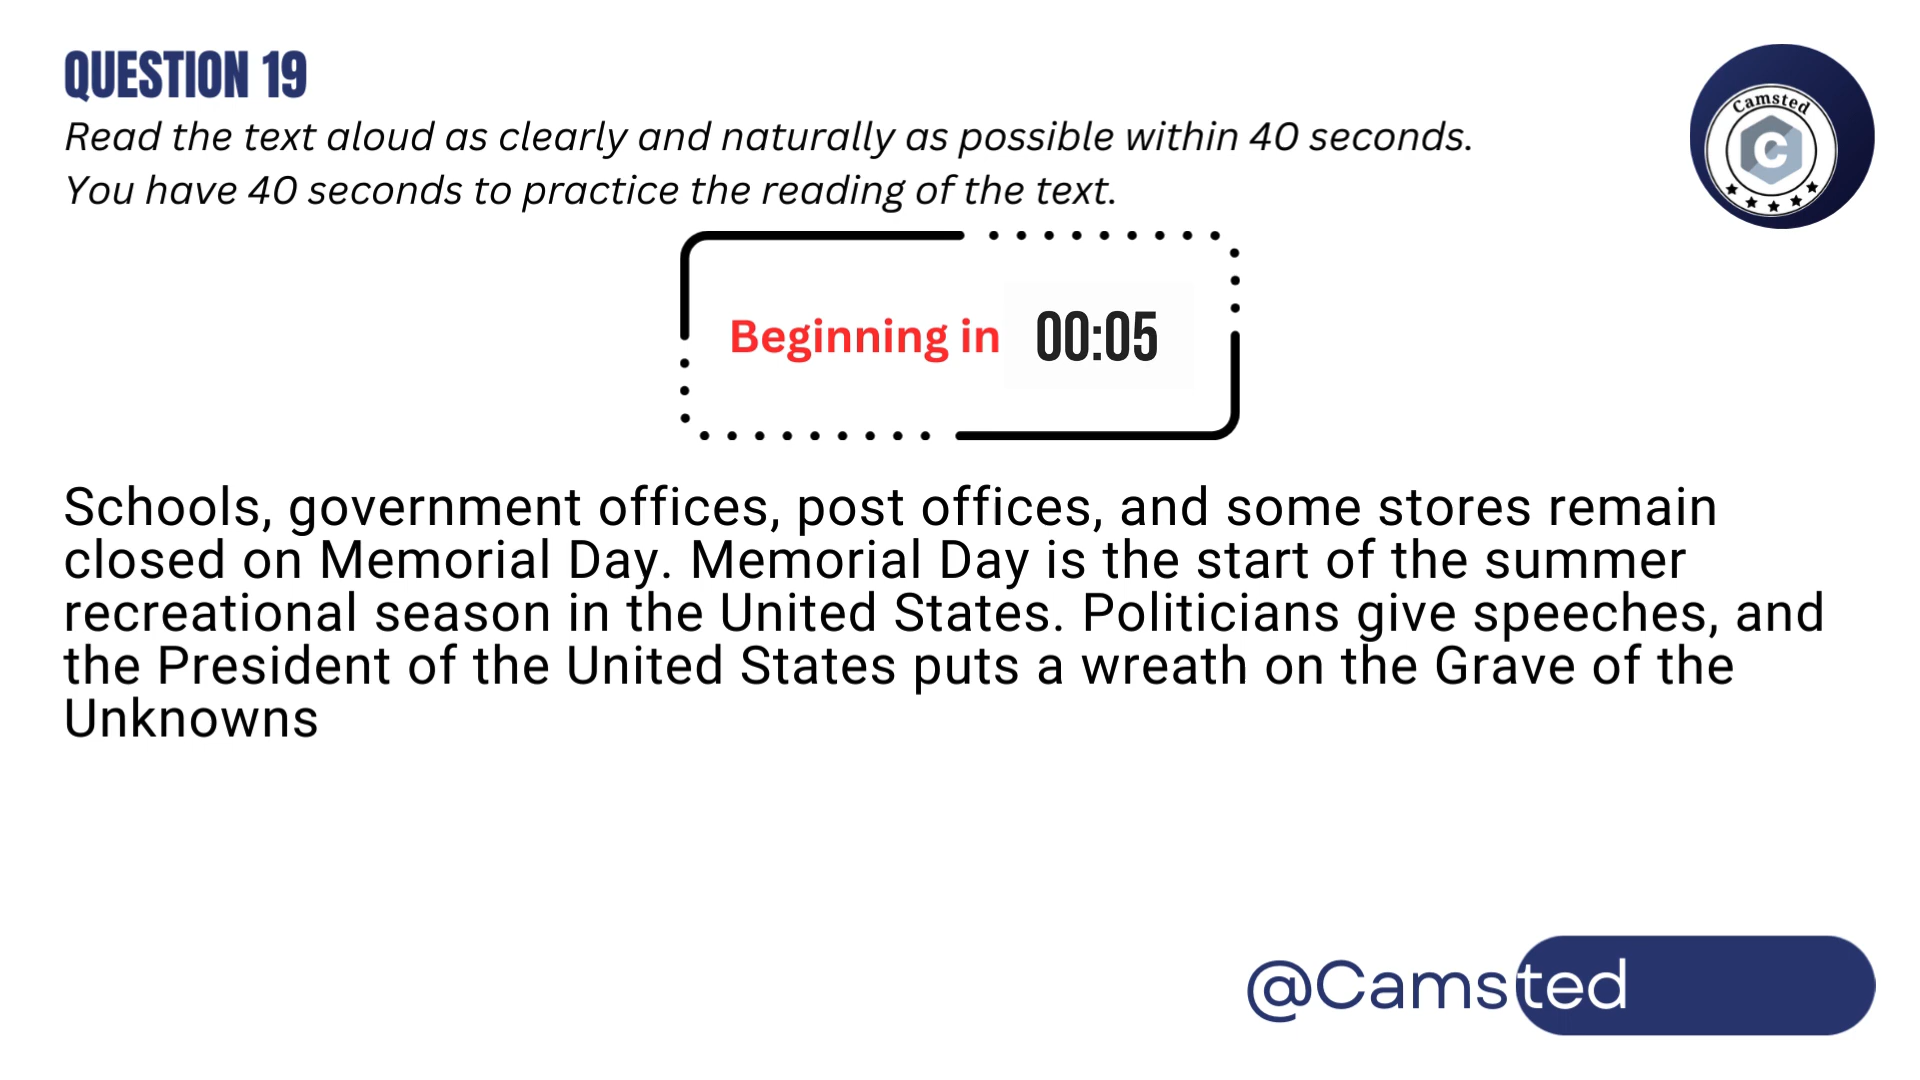 QUESTION 19
Read the text aloud as clearly and naturally as possible within 40 seconds.
You have 40 seconds to practice the reading of the text.
Camsted
C
Beginning in 00:05
Schools, government offices, post offices, and some stores remain
closed on Memorial Day. Memorial Day is the start of the summer
recreational season in the United States. Politicians give speeches, and
the President of the United States puts a wreath on the Grave of the
Unknowns
@Camsted